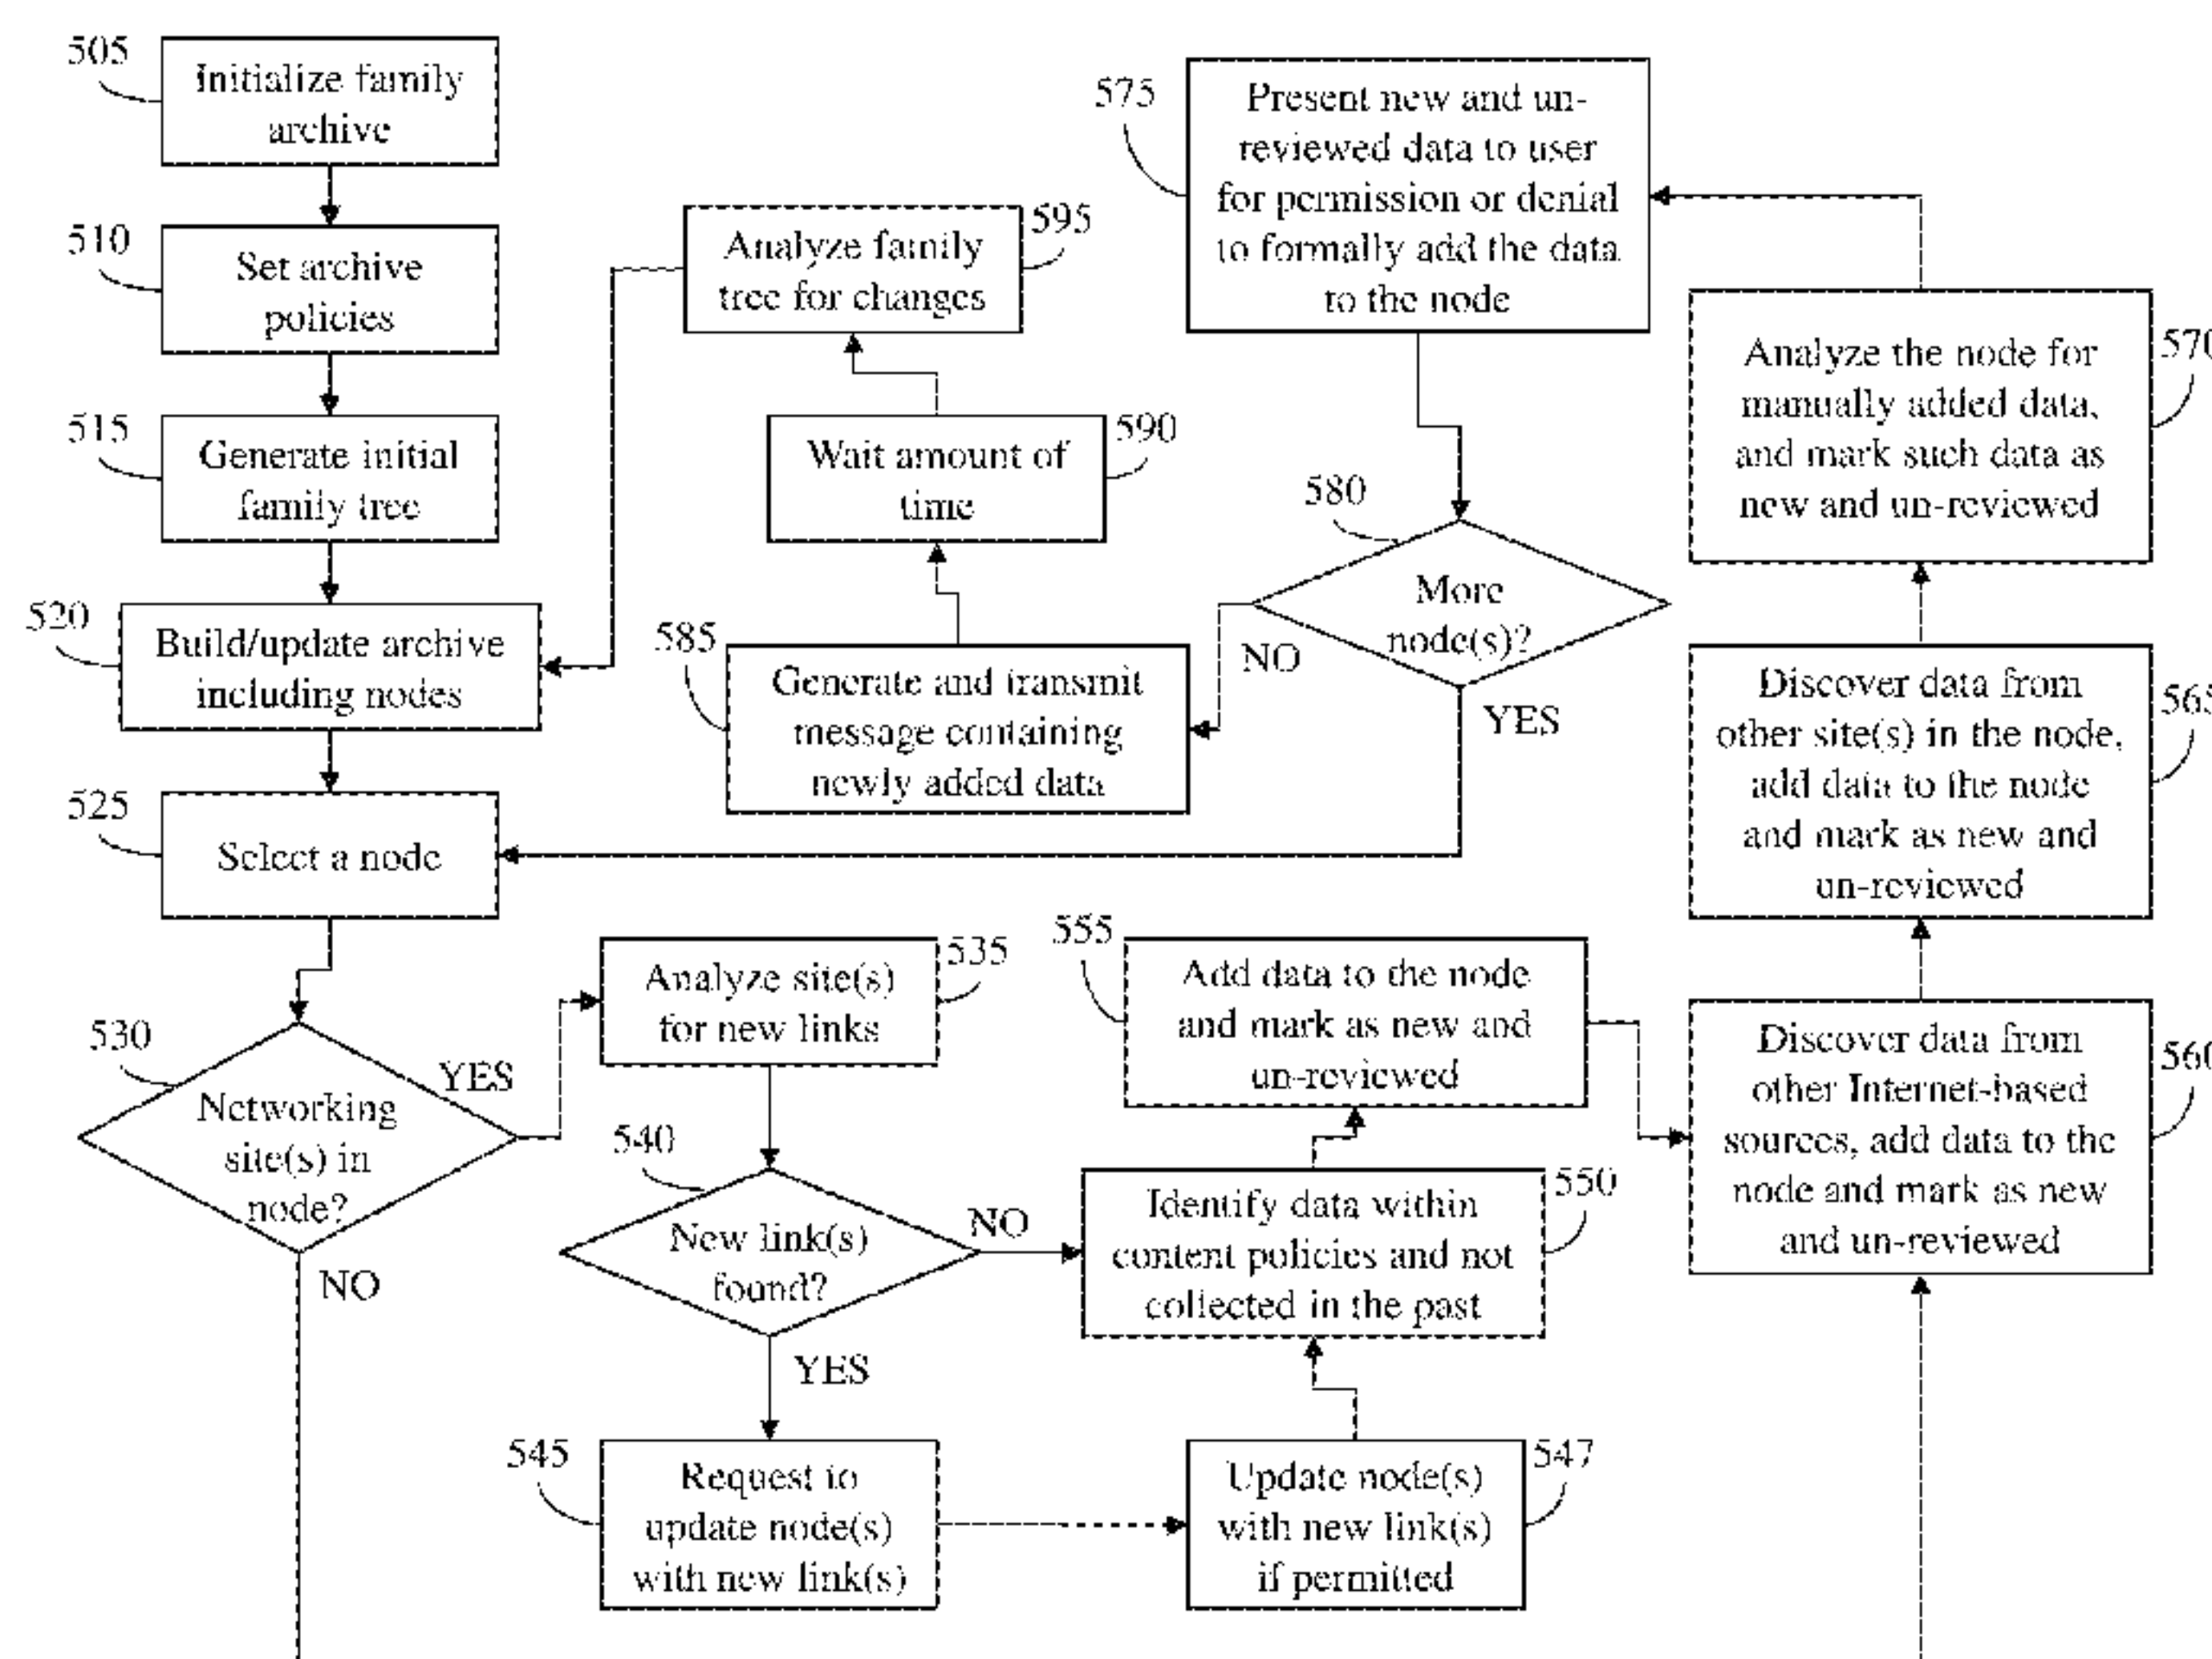 505
Initialize family
archive
510
Set archive
policies
515
Generate initial
family tree
520
Build/update archive
including nodes
525
Select a node
530
Networking
site(s) in
node?
YES
NO
535
Analyze site(s)
for new links
540
New link(s)
found?
NO
YES
545
Request to
update node(s)
with new link(s)
547
Update node(s)
with new link(s)
if permitted
550
Identify data within
content policies and not
collected in the past
555
Add data to the node
and mark as new and
un-reviewed
560
Discover data from
other Internet-based
sources, add data to the
node and mark as new
and un-reviewed
565
Discover data from
other site(s) in the node,
add data to the node
and mark as new and
un-reviewed
570
Analyze the node for
manually added data,
and mark such data as
new and un-reviewed
575
Present new and un-
reviewed data to user
for permission or denial
to formally add the data
to the node
580
More
node(s)?
NO
YES
585
Generate and transmit
message containing
newly added data
590
Wait amount of
time
595
Analyze family
tree for changes